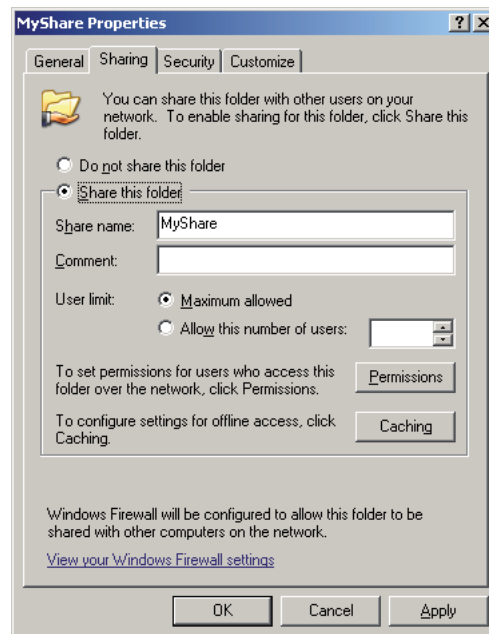 MyShare Properties
General Sharing Security Customize
You can share this folder with other users on your
network. To enable sharing for this folder, click Share this
folder.
Do not share this folder
Share this folder
Share name: MyShare
Comment:
User limit: Maximum allowed
Allow this number of users:
To set permissions for users who access this
folder over the network, click Permissions.
Permissions
To configure settings for offline access, click
Caching.
Caching
Windows Firewall will be configured to allow this folder to be
shared with other computers on the network.
View your Windows Firewall settings
OK Cancel Apply